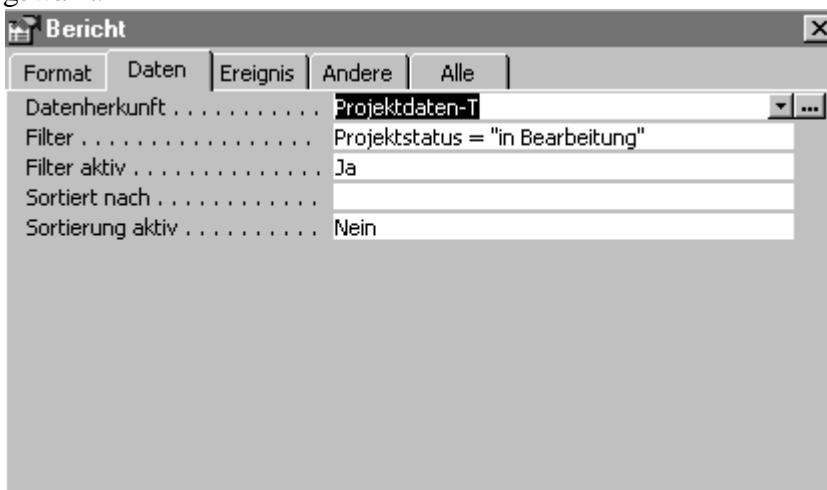 Bericht
Format Daten Ereignis Andere Alle
Datenherkunft . . . . . . . . . . . Projektdaten-T
Filter . . . . . . . . . . . . . . . . . . Projektstatus = "in Bearbeitung"
Filter aktiv . . . . . . . . . . . . . . . Ja
Sortiert nach . . . . . . . . . . . . .
Sortierung aktiv . . . . . . . . . . Nein